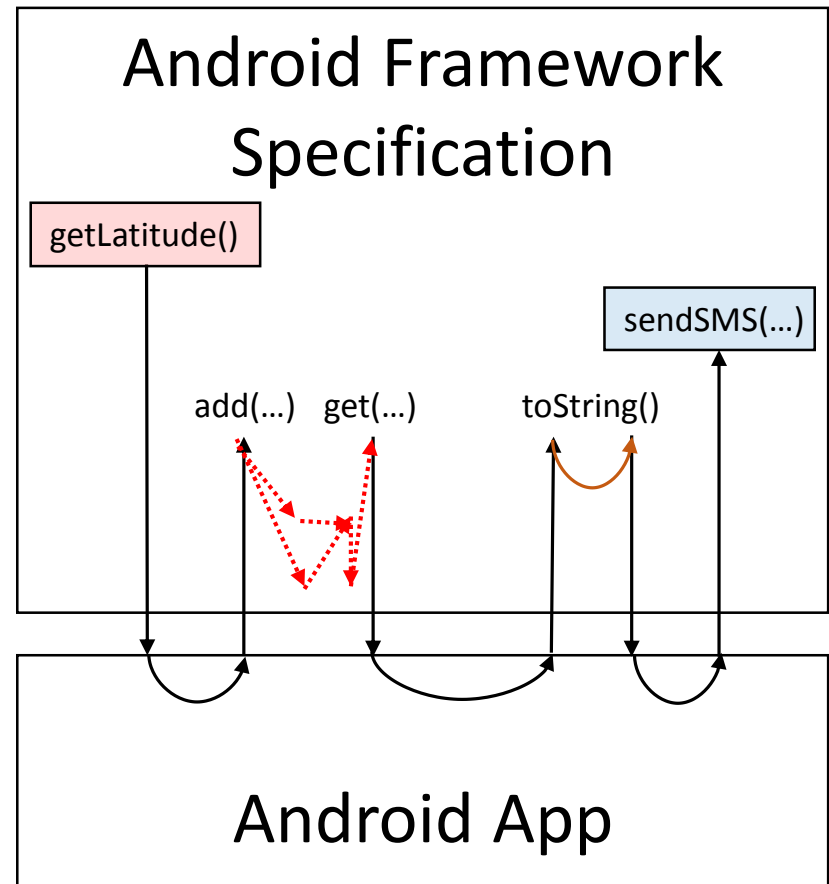 Android Framework
Specification
getLatitude()
sendSMS(…)
add(…) get(…) toString()
Android App